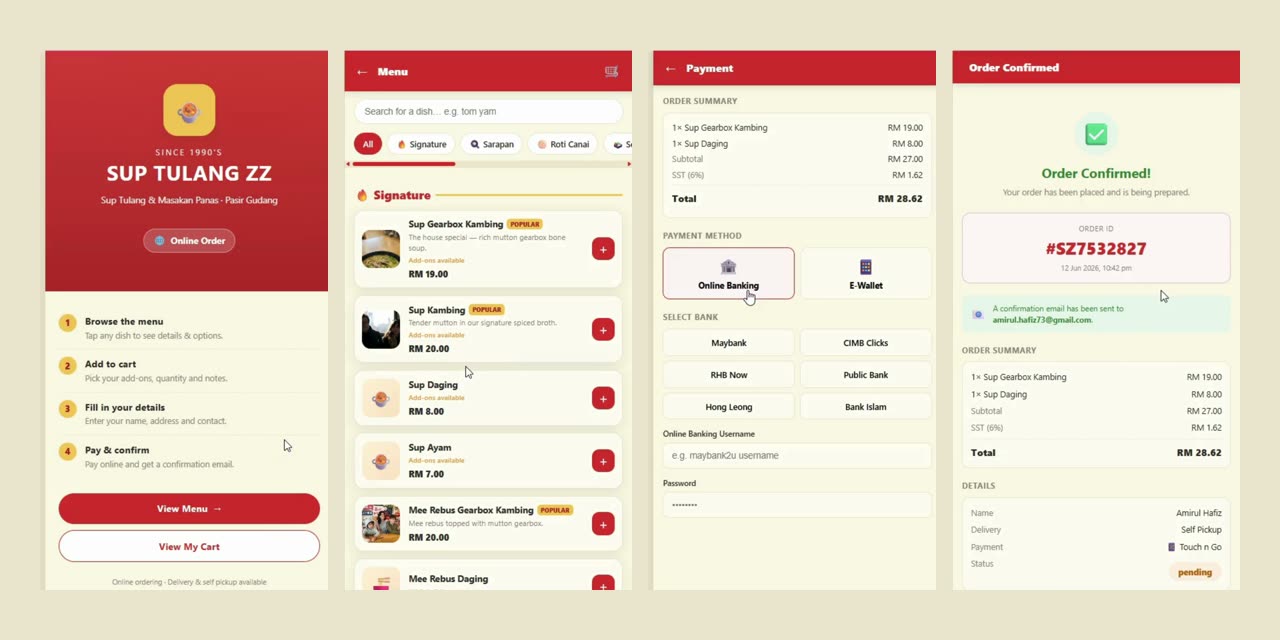 SINCE 1990'S
SUP TULANG ZZ
Sup Tulang & Masakan Panas · Pasir Gudang
Online Order
1
Browse the menu
Tap any dish to see details & options.
2
Add to cart
Pick your add-ons, quantity and notes.
3
Fill in your details
Enter your name, address and contact.
4
Pay & confirm
Pay online and get a confirmation email.
View Menu →
View My Cart
Online ordering · Delivery & self pickup available
← Menu
Search for a dish... e.g. tom yam
All
Signature
Sarapan
Roti Canai
Signature
Sup Gearbox Kambing POPULAR
The house special — rich mutton gearbox bone
soup.
Add-ons available
RM 19.00
+
Sup Kambing POPULAR
Tender mutton in our signature spiced broth.
Add-ons available
RM 20.00
+
Sup Daging
Add-ons available
RM 8.00
+
Sup Ayam
Add-ons available
RM 7.00
+
Mee Rebus Gearbox Kambing POPULAR
Mee rebus topped with mutton gearbox.
RM 20.00
+
Mee Rebus Daging
+
← Payment
ORDER SUMMARY
1× Sup Gearbox Kambing RM 19.00
1× Sup Daging RM 8.00
Subtotal RM 27.00
SST (6%) RM 1.62
Total RM 28.62
PAYMENT METHOD
Online Banking
E-Wallet
SELECT BANK
Maybank
CIMB Clicks
RHB Now
Public Bank
Hong Leong
Bank Islam
Online Banking Username
e.g. maybank2u username
Password
••••••••
Order Confirmed
Order Confirmed!
Your order has been placed and is being prepared.
ORDER ID
#SZ7532827
12 Jun 2026, 10:42 pm
A confirmation email has been sent to
amirul.hafiz73@gmail.com.
ORDER SUMMARY
1× Sup Gearbox Kambing RM 19.00
1× Sup Daging RM 8.00
Subtotal RM 27.00
SST (6%) RM 1.62
Total RM 28.62
DETAILS
Name Amirul Hafiz
Delivery Self Pickup
Payment Touch n Go
Status pending